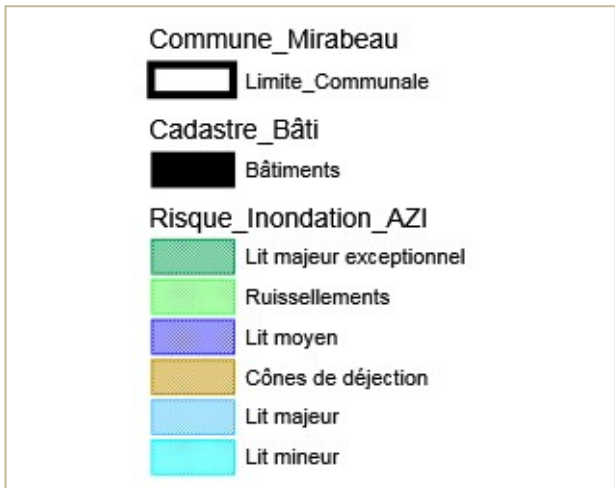 Commune_Mirabeau
Limite_Communale
Cadastre_Bâti
Bâtiments
Risque_Inondation_AZI
Lit majeur exceptionnel
Ruissellements
Lit moyen
Cônes de déjection
Lit majeur
Lit mineur